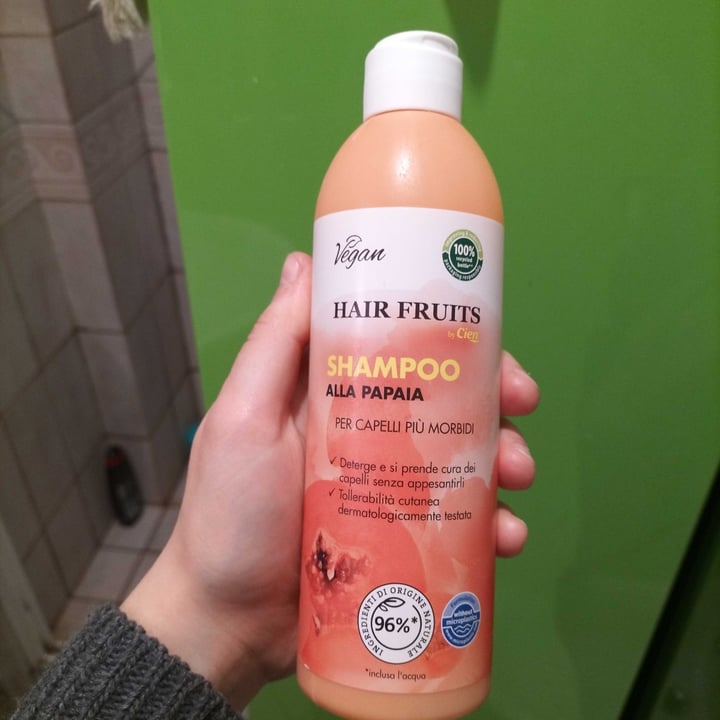 Vegan
100%
recycled
bottle**
HAIR FRUITS
by Cien
SHAMPOO
ALLA PAPAIA
PER CAPELLI PIÙ MORBIDI
✓ Deterge e si prende cura dei
capelli senza appesantirli
✓ Tollerabilità cutanea
dermatologicamente testata
INGREDIENTI DI ORIGINE NATURALE
96%*
without
microplastics
*inclusa l'acqua